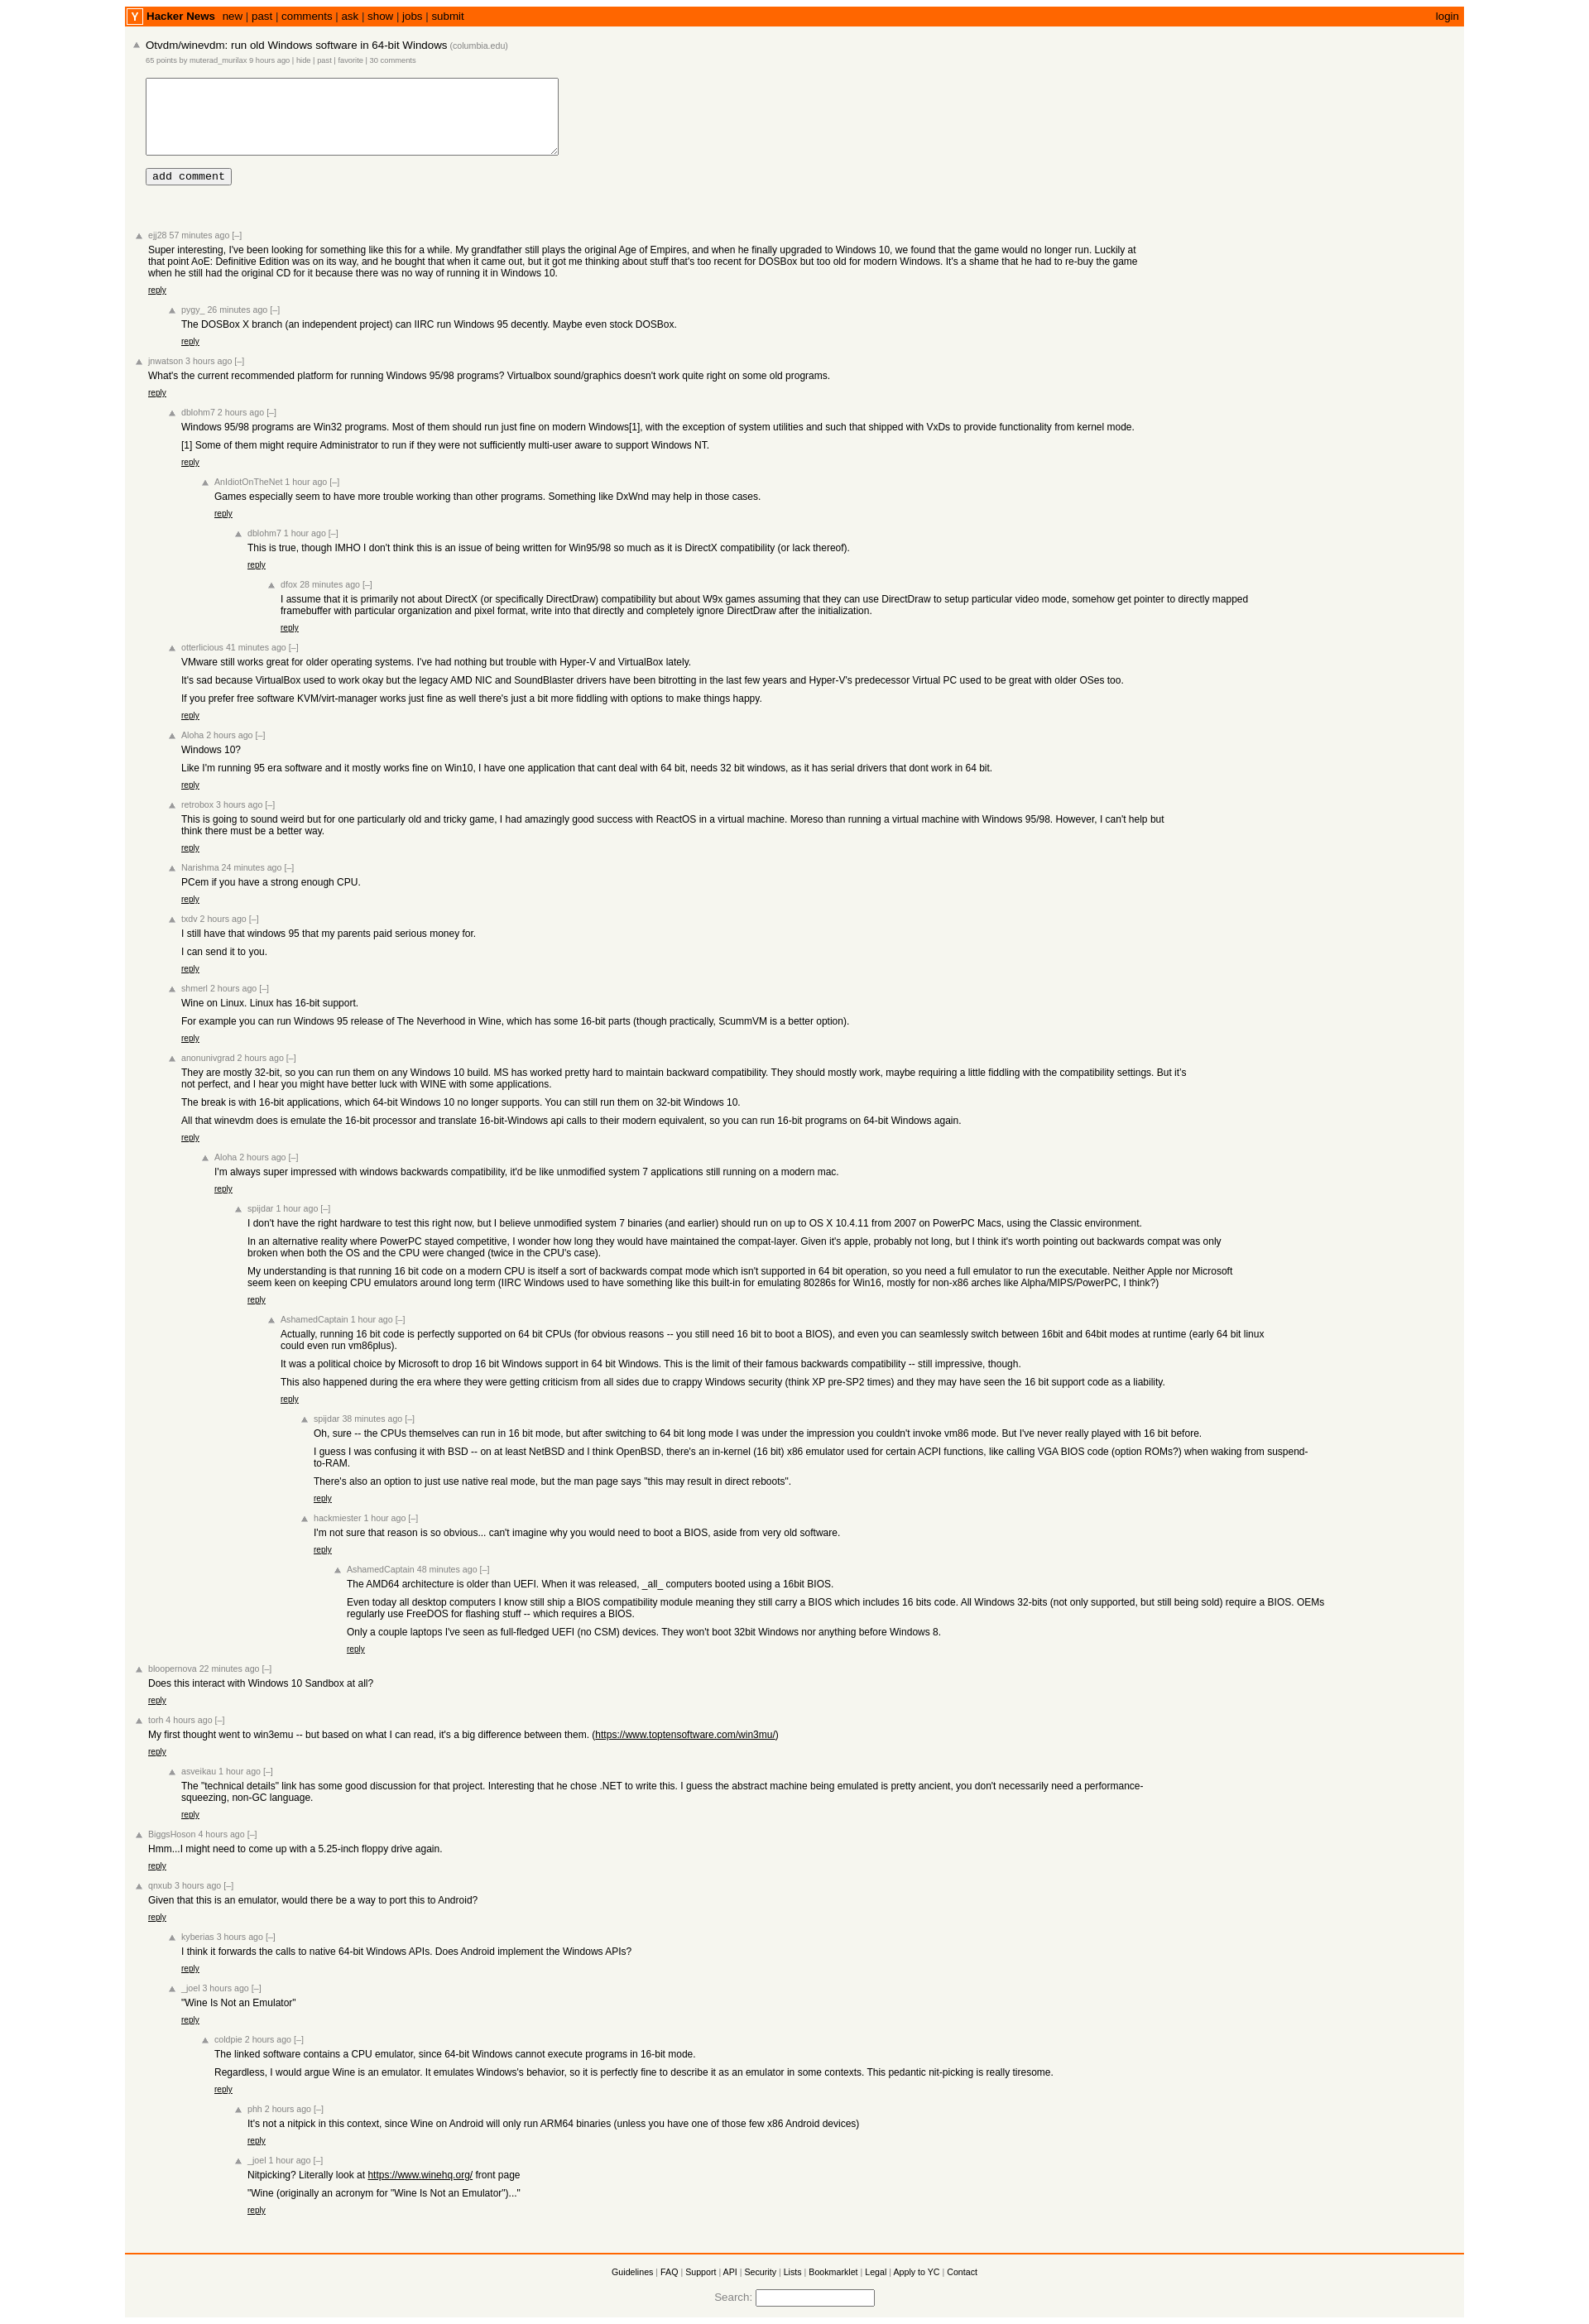 Y Hacker News new | past | comments | ask | show | jobs | submit login
Otvdm/winevdm: run old Windows software in 64-bit Windows (columbia.edu)
65 points by muterad_murilax 9 hours ago | hide | past | favorite | 30 comments
add comment
ejj28 57 minutes ago [–]
Super interesting, I've been looking for something like this for a while. My grandfather still plays the original Age of Empires, and when he finally upgraded to Windows 10, we found that the game would no longer run. Luckily at
that point AoE: Definitive Edition was on its way, and he bought that when it came out, but it got me thinking about stuff that's too recent for DOSBox but too old for modern Windows. It's a shame that he had to re-buy the game
when he still had the original CD for it because there was no way of running it in Windows 10.
reply
pygy_ 26 minutes ago [–]
The DOSBox X branch (an independent project) can IIRC run Windows 95 decently. Maybe even stock DOSBox.
reply
jnwatson 3 hours ago [–]
What's the current recommended platform for running Windows 95/98 programs? Virtualbox sound/graphics doesn't work quite right on some old programs.
reply
dblohm7 2 hours ago [–]
Windows 95/98 programs are Win32 programs. Most of them should run just fine on modern Windows[1], with the exception of system utilities and such that shipped with VxDs to provide functionality from kernel mode.
[1] Some of them might require Administrator to run if they were not sufficiently multi-user aware to support Windows NT.
reply
AnIdiotOnTheNet 1 hour ago [–]
Games especially seem to have more trouble working than other programs. Something like DxWnd may help in those cases.
reply
dblohm7 1 hour ago [–]
This is true, though IMHO I don't think this is an issue of being written for Win95/98 so much as it is DirectX compatibility (or lack thereof).
reply
dfox 28 minutes ago [–]
I assume that it is primarily not about DirectX (or specifically DirectDraw) compatibility but about W9x games assuming that they can use DirectDraw to setup particular video mode, somehow get pointer to directly mapped
framebuffer with particular organization and pixel format, write into that directly and completely ignore DirectDraw after the initialization.
reply
otterlicious 41 minutes ago [–]
VMware still works great for older operating systems. I've had nothing but trouble with Hyper-V and VirtualBox lately.
It's sad because VirtualBox used to work okay but the legacy AMD NIC and SoundBlaster drivers have been bitrotting in the last few years and Hyper-V's predecessor Virtual PC used to be great with older OSes too.
If you prefer free software KVM/virt-manager works just fine as well there's just a bit more fiddling with options to make things happy.
reply
Aloha 2 hours ago [–]
Windows 10?
Like I'm running 95 era software and it mostly works fine on Win10, I have one application that cant deal with 64 bit, needs 32 bit windows, as it has serial drivers that dont work in 64 bit.
reply
retrobox 3 hours ago [–]
This is going to sound weird but for one particularly old and tricky game, I had amazingly good success with ReactOS in a virtual machine. Moreso than running a virtual machine with Windows 95/98. However, I can't help but
think there must be a better way.
reply
Narishma 24 minutes ago [–]
PCem if you have a strong enough CPU.
reply
txdv 2 hours ago [–]
I still have that windows 95 that my parents paid serious money for.
I can send it to you.
reply
shmerl 2 hours ago [–]
Wine on Linux. Linux has 16-bit support.
For example you can run Windows 95 release of The Neverhood in Wine, which has some 16-bit parts (though practically, ScummVM is a better option).
reply
anonunivgrad 2 hours ago [–]
They are mostly 32-bit, so you can run them on any Windows 10 build. MS has worked pretty hard to maintain backward compatibility. They should mostly work, maybe requiring a little fiddling with the compatibility settings. But it's
not perfect, and I hear you might have better luck with WINE with some applications.
The break is with 16-bit applications, which 64-bit Windows 10 no longer supports. You can still run them on 32-bit Windows 10.
All that winevdm does is emulate the 16-bit processor and translate 16-bit-Windows api calls to their modern equivalent, so you can run 16-bit programs on 64-bit Windows again.
reply
Aloha 2 hours ago [–]
I'm always super impressed with windows backwards compatibility, it'd be like unmodified system 7 applications still running on a modern mac.
reply
spijdar 1 hour ago [–]
I don't have the right hardware to test this right now, but I believe unmodified system 7 binaries (and earlier) should run on up to OS X 10.4.11 from 2007 on PowerPC Macs, using the Classic environment.
In an alternative reality where PowerPC stayed competitive, I wonder how long they would have maintained the compat-layer. Given it's apple, probably not long, but I think it's worth pointing out backwards compat was only
broken when both the OS and the CPU were changed (twice in the CPU's case).
My understanding is that running 16 bit code on a modern CPU is itself a sort of backwards compat mode which isn't supported in 64 bit operation, so you need a full emulator to run the executable. Neither Apple nor Microsoft
seem keen on keeping CPU emulators around long term (IIRC Windows used to have something like this built-in for emulating 80286s for Win16, mostly for non-x86 arches like Alpha/MIPS/PowerPC, I think?)
reply
AshamedCaptain 1 hour ago [–]
Actually, running 16 bit code is perfectly supported on 64 bit CPUs (for obvious reasons -- you still need 16 bit to boot a BIOS), and even you can seamlessly switch between 16bit and 64bit modes at runtime (early 64 bit linux
could even run vm86plus).
It was a political choice by Microsoft to drop 16 bit Windows support in 64 bit Windows. This is the limit of their famous backwards compatibility -- still impressive, though.
This also happened during the era where they were getting criticism from all sides due to crappy Windows security (think XP pre-SP2 times) and they may have seen the 16 bit support code as a liability.
reply
spijdar 38 minutes ago [–]
Oh, sure -- the CPUs themselves can run in 16 bit mode, but after switching to 64 bit long mode I was under the impression you couldn't invoke vm86 mode. But I've never really played with 16 bit before.
I guess I was confusing it with BSD -- on at least NetBSD and I think OpenBSD, there's an in-kernel (16 bit) x86 emulator used for certain ACPI functions, like calling VGA BIOS code (option ROMs?) when waking from suspend-
to-RAM.
There's also an option to just use native real mode, but the man page says "this may result in direct reboots".
reply
hackmiester 1 hour ago [–]
I'm not sure that reason is so obvious... can't imagine why you would need to boot a BIOS, aside from very old software.
reply
AshamedCaptain 48 minutes ago [–]
The AMD64 architecture is older than UEFI. When it was released, _all_ computers booted using a 16bit BIOS.
Even today all desktop computers I know still ship a BIOS compatibility module meaning they still carry a BIOS which includes 16 bits code. All Windows 32-bits (not only supported, but still being sold) require a BIOS. OEMs
regularly use FreeDOS for flashing stuff -- which requires a BIOS.
Only a couple laptops I've seen as full-fledged UEFI (no CSM) devices. They won't boot 32bit Windows nor anything before Windows 8.
reply
bloopernova 22 minutes ago [–]
Does this interact with Windows 10 Sandbox at all?
reply
torh 4 hours ago [–]
My first thought went to win3emu -- but based on what I can read, it's a big difference between them. (https://www.toptensoftware.com/win3mu/)
reply
asveikau 1 hour ago [–]
The "technical details" link has some good discussion for that project. Interesting that he chose .NET to write this. I guess the abstract machine being emulated is pretty ancient, you don't necessarily need a performance-
squeezing, non-GC language.
reply
BiggsHoson 4 hours ago [–]
Hmm...I might need to come up with a 5.25-inch floppy drive again.
reply
qnxub 3 hours ago [–]
Given that this is an emulator, would there be a way to port this to Android?
reply
kyberias 3 hours ago [–]
I think it forwards the calls to native 64-bit Windows APIs. Does Android implement the Windows APIs?
reply
_joel 3 hours ago [–]
"Wine Is Not an Emulator"
reply
coldpie 2 hours ago [–]
The linked software contains a CPU emulator, since 64-bit Windows cannot execute programs in 16-bit mode.
Regardless, I would argue Wine is an emulator. It emulates Windows's behavior, so it is perfectly fine to describe it as an emulator in some contexts. This pedantic nit-picking is really tiresome.
reply
phh 2 hours ago [–]
It's not a nitpick in this context, since Wine on Android will only run ARM64 binaries (unless you have one of those few x86 Android devices)
reply
_joel 1 hour ago [–]
Nitpicking? Literally look at https://www.winehq.org/ front page
"Wine (originally an acronym for "Wine Is Not an Emulator")..."
reply
Guidelines | FAQ | Support | API | Security | Lists | Bookmarklet | Legal | Apply to YC | Contact
Search: